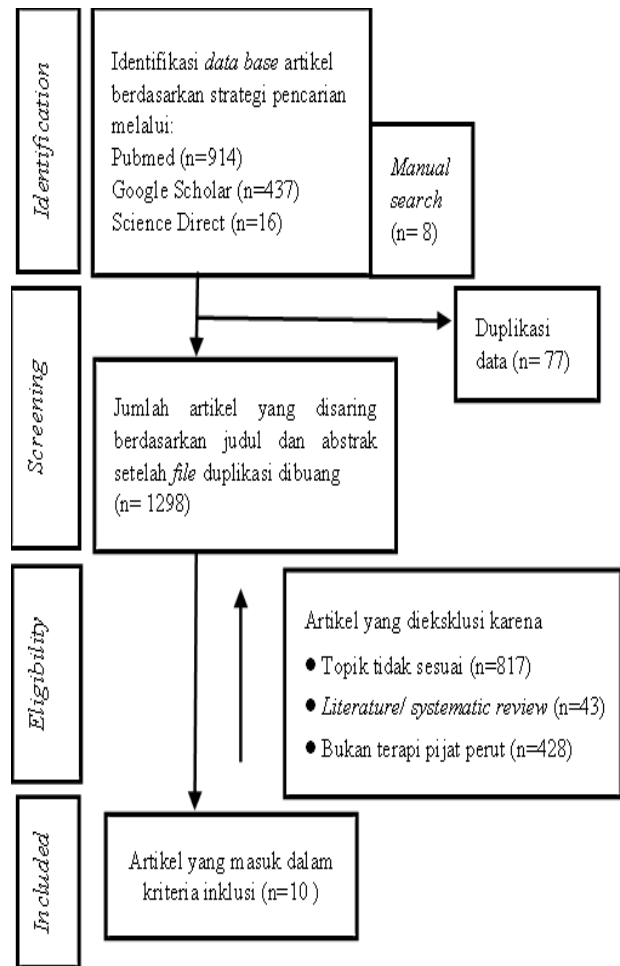 Identification
Identifikasi data base artikel
berdasarkan strategi pencarian
melalui:
Pubmed (n=914)
Google Scholar (n=437)
Science Direct (n=16)
Manual
search
(n= 8)
Screening
Duplikasi
data (n= 77)
Jumlah artikel yang disaring
berdasarkan judul dan abstrak
setelah file duplikasi dibuang
(n= 1298)
Eligibility
Artikel yang dieksklusi karena
● Topik tidak sesuai (n=817)
● Literature/ systematic review (n=43)
● Bukan terapi pijat perut (n=428)
Included
Artikel yang masuk dalam
kriteria inklusi (n=10 )